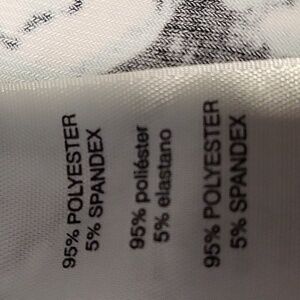 95% POLYESTER
5% SPANDEX
95% poliéster
5% elastano
95% POLYESTER
5% SPANDEX